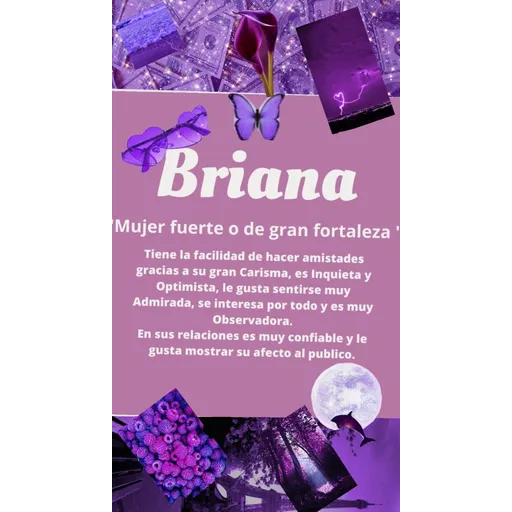 Briana
"Mujer fuerte o de gran fortaleza "
Tiene la facilidad de hacer amistades
gracias a su gran Carisma, es Inquieta y
Optimista, le gusta sentirse muy
Admirada, se interesa por todo y es muy
Observadora.
En sus relaciones es muy confiable y le
gusta mostrar su afecto al publico.